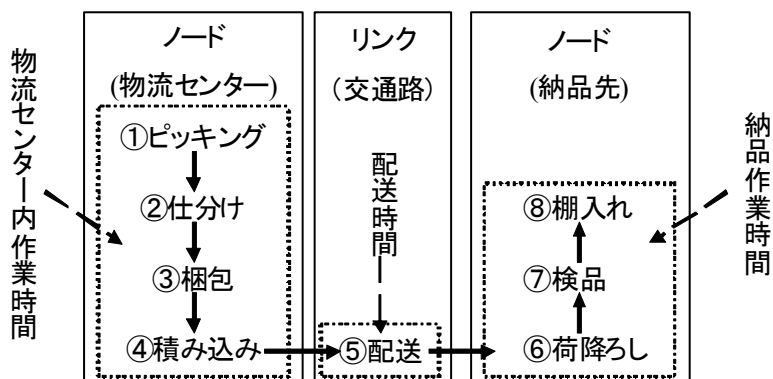 物流センター内作業時間
ノード
(物流センター)
①ピッキング
②仕分け
③梱包
④積み込み
リンク
(交通路)
配送時間
⑤配送
ノード
(納品先)
⑧棚入れ
⑦検品
⑥荷降ろし
納品作業時間